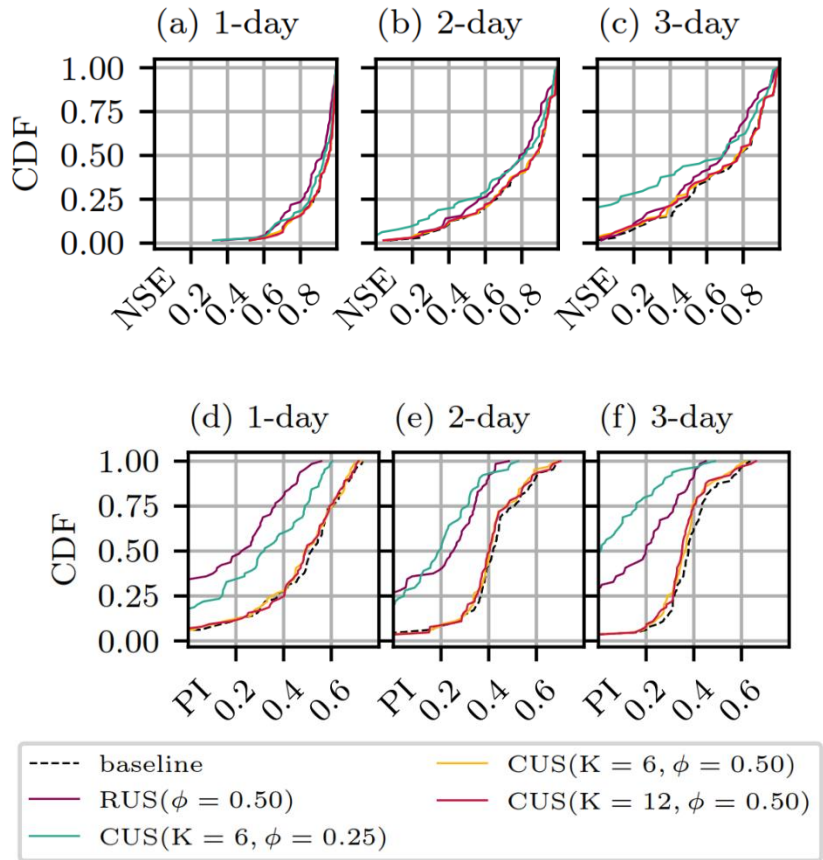 (a) 1-day (b) 2-day (c) 3-day
CDF
1.00
0.75
0.50
0.25
0.00
NSE 0.2 0.4 0.6 0.8 NSE 0.2 0.4 0.6 0.8 NSE 0.2 0.4 0.6 0.8
(d) 1-day (e) 2-day (f) 3-day
CDF
1.00
0.75
0.50
0.25
0.00
PI 0.2 0.4 0.6 PI 0.2 0.4 0.6 PI 0.2 0.4 0.6
baseline
RUS(ϕ = 0.50)
CUS(K = 6, ϕ = 0.25)
CUS(K = 6, ϕ = 0.50)
CUS(K = 12, ϕ = 0.50)